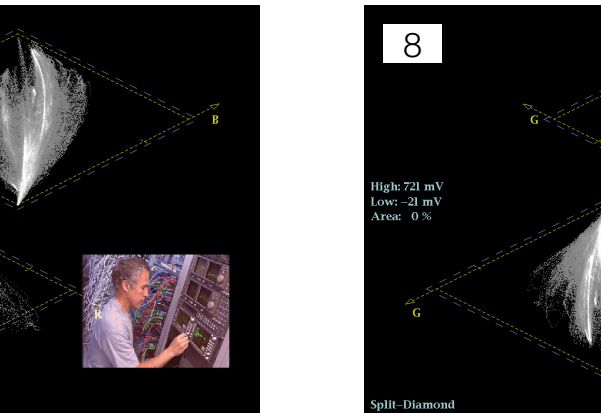 B
R
8
G
High: 721 mV
Low: –21 mV
Area: 0 %
G
Split–Diamond